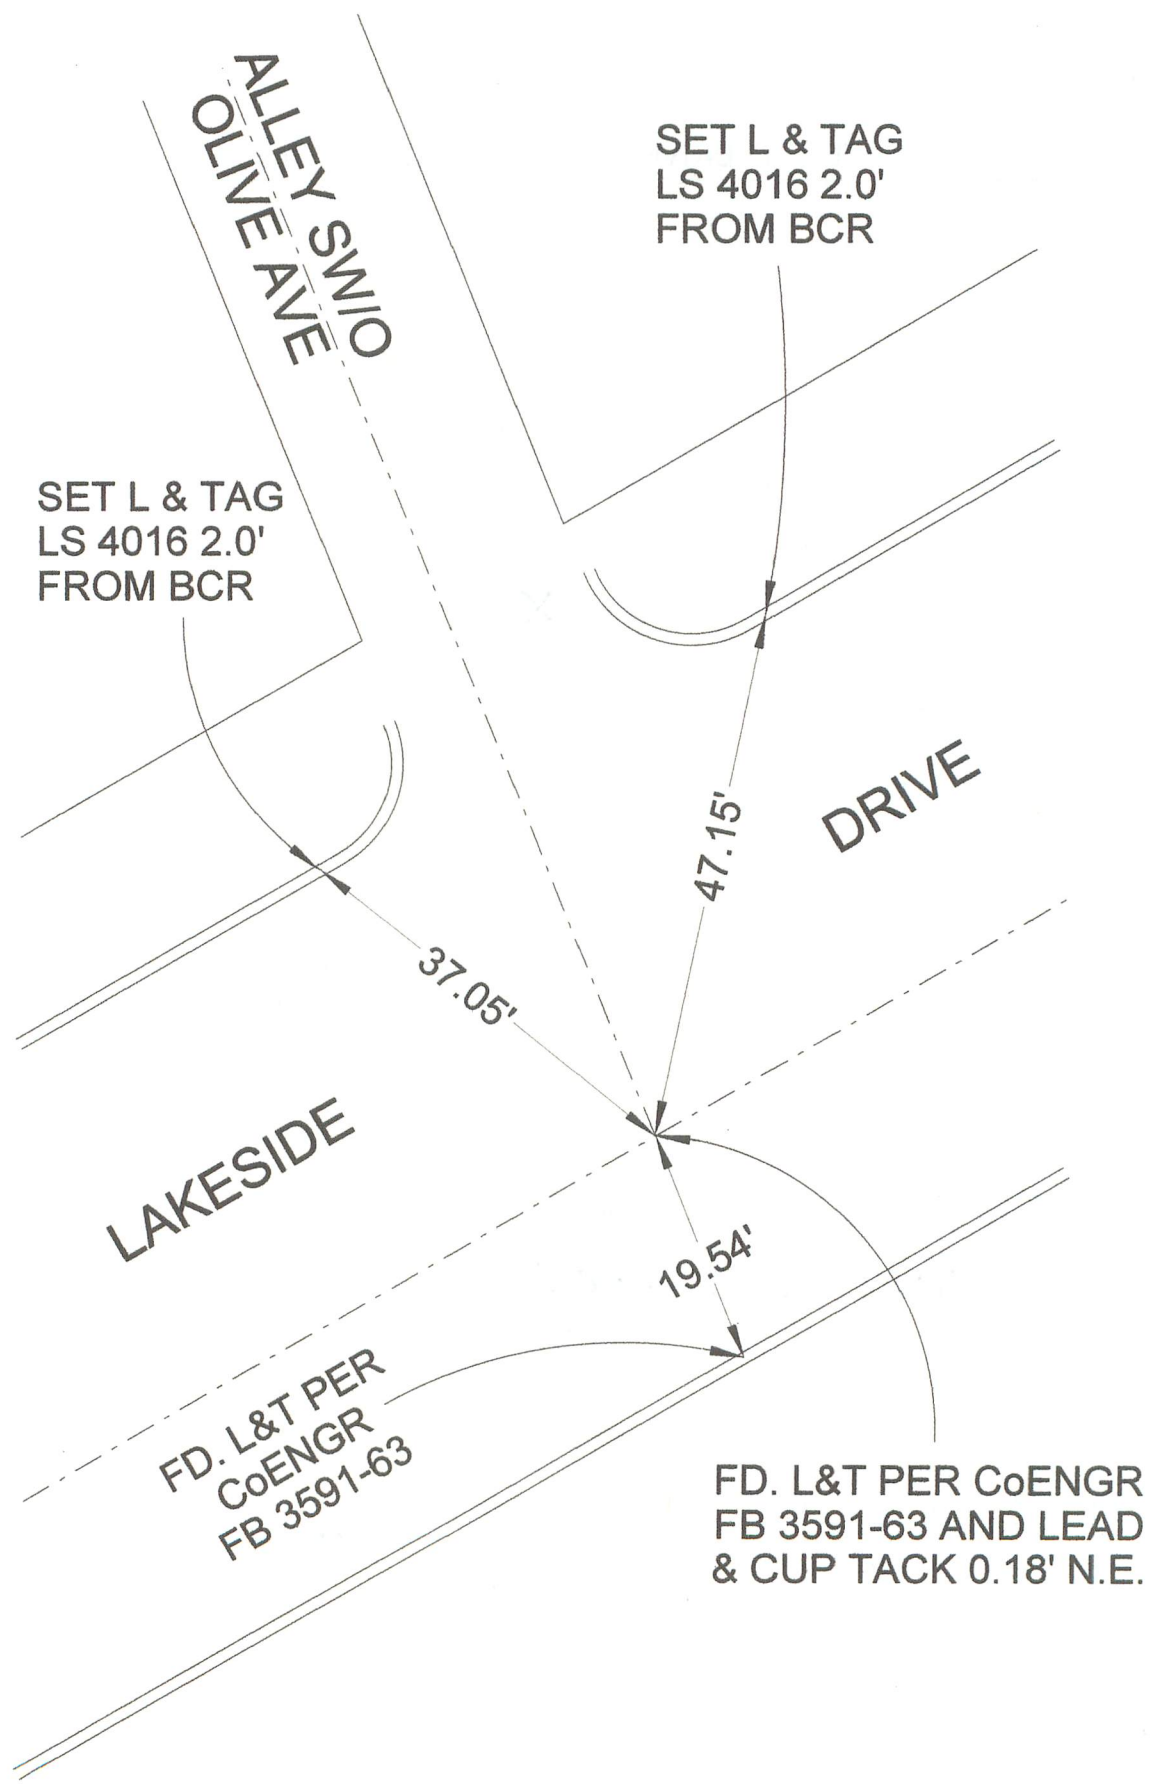 ALLEY SW/O
OLIVE AVE
SET L & TAG
LS 4016 2.0'
FROM BCR
SET L & TAG
LS 4016 2.0'
FROM BCR
47.15'
DRIVE
37.05'
LAKESIDE
19.54'
FD. L&T PER
CoENGR
FB 3591-63
FD. L&T PER CoENGR
FB 3591-63 AND LEAD
& CUP TACK 0.18' N.E.